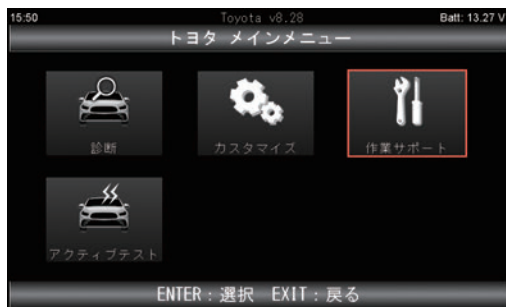 15:50 Toyota v8.28 Batt: 13.27 V
トヨタ メインメニュー
診断 カスタマイズ 作業サポート
アクティブテスト
ENTER：選択 EXIT：戻る